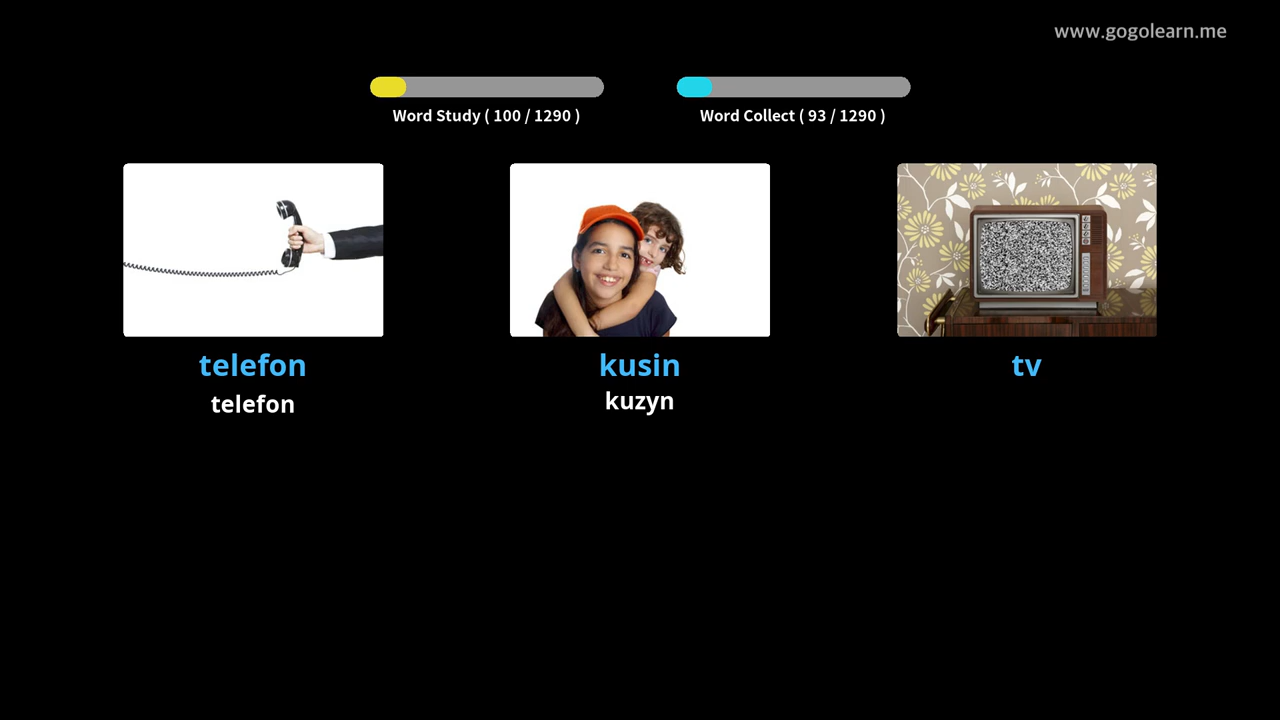 www.gogolearn.me
Word Study ( 100 / 1290 )
Word Collect ( 93 / 1290 )
telefon
telefon
kusin
kuzyn
tv